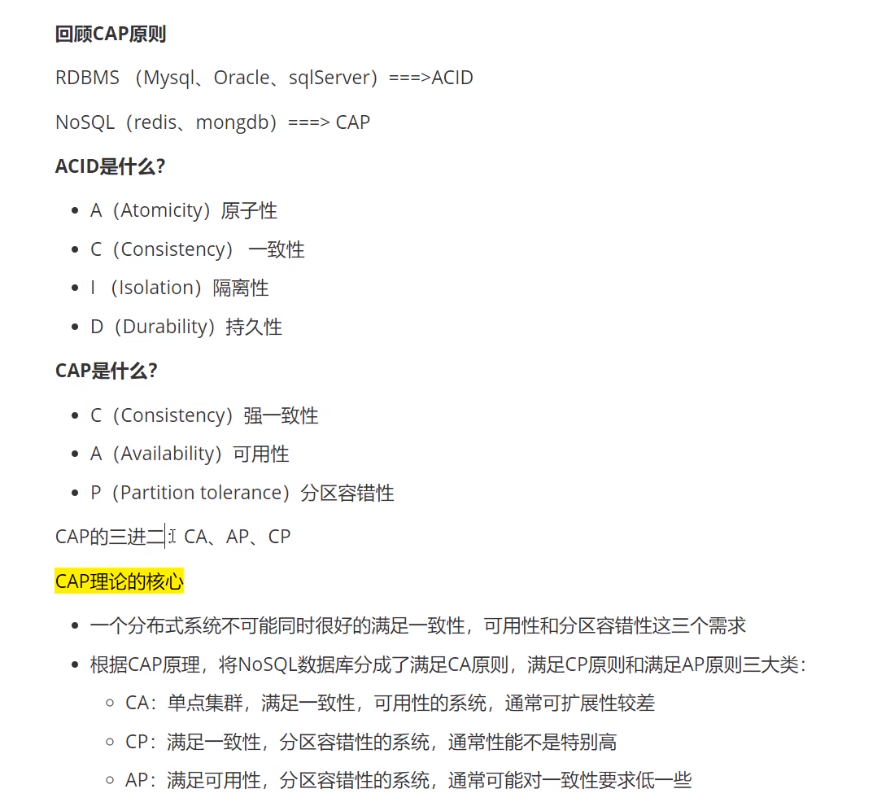 回顾CAP原则
RDBMS （Mysql、Oracle、sqlServer）===>ACID
NoSQL（redis、mongdb）===> CAP
ACID是什么？
A（Atomicity）原子性
C（Consistency） 一致性
I （Isolation）隔离性
D（Durability）持久性
CAP是什么？
C（Consistency）强一致性
A（Availability）可用性
P（Partition tolerance）分区容错性
CAP的三进二：CA、AP、CP
CAP理论的核心
一个分布式系统不可能同时很好的满足一致性，可用性和分区容错性这三个需求
根据CAP原理，将NoSQL数据库分成了满足CA原则，满足CP原则和满足AP原则三大类：
CA：单点集群，满足一致性，可用性的系统，通常可扩展性较差
CP：满足一致性，分区容错性的系统，通常性能不是特别高
AP：满足可用性，分区容错性的系统，通常可能对一致性要求低一些